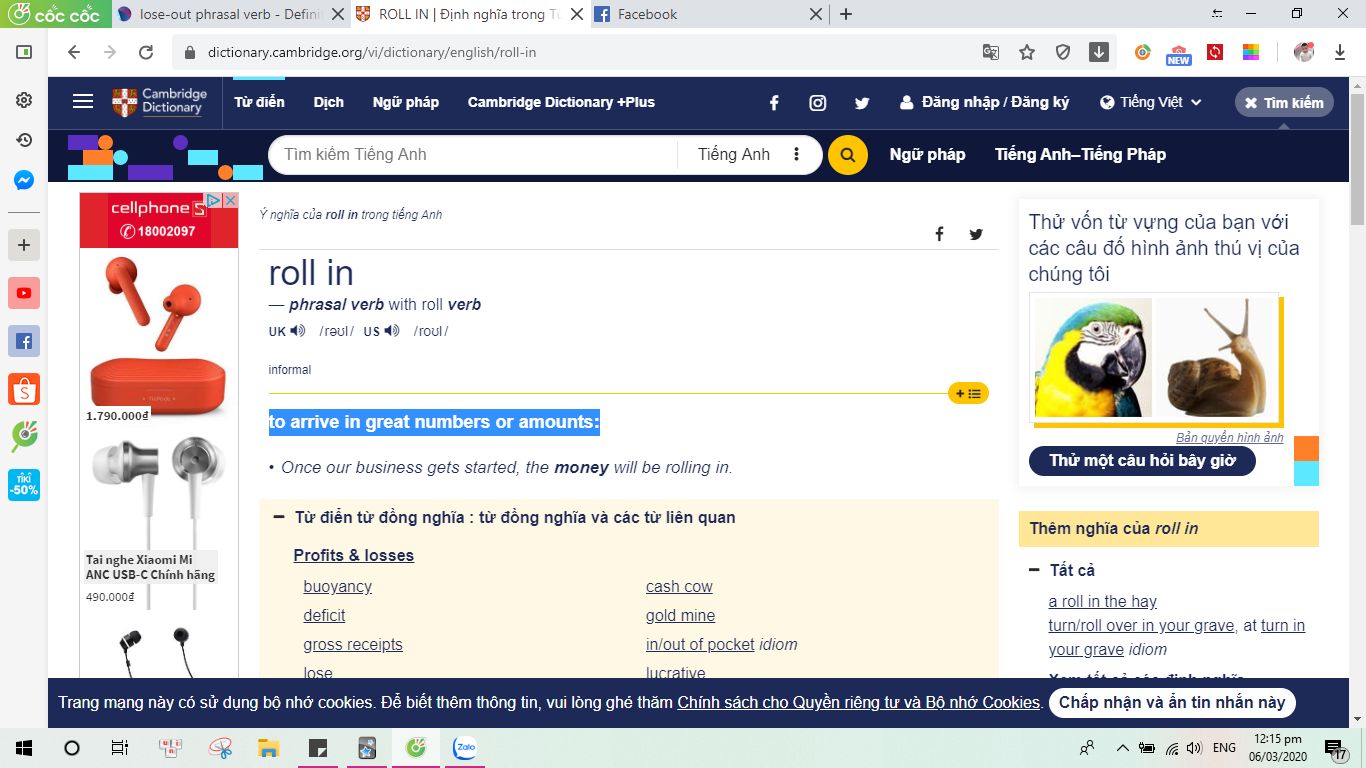 cốc cốc
lose-out phrasal verb - Defini
ROLL IN | Định nghĩa trong Từ
Facebook
dictionary.cambridge.org/vi/dictionary/english/roll-in
NEW
Cambridge
Dictionary
Từ điển
Dịch
Ngữ pháp
Cambridge Dictionary +Plus
Đăng nhập / Đăng ký
Tiếng Việt
Tìm kiếm
Tìm kiếm Tiếng Anh
Tiếng Anh
Ngữ pháp
Tiếng Anh–Tiếng Pháp
cellphoneS
18002097
1.790.000₫
Tai nghe Xiaomi Mi
ANC USB-C Chính hãng
490.000₫
TIKI
-50%
Ý nghĩa của roll in trong tiếng Anh
roll in
— phrasal verb with roll verb
UK /rəʊl/ US /roʊl/
informal
to arrive in great numbers or amounts:
• Once our business gets started, the money will be rolling in.
Từ điển từ đồng nghĩa : từ đồng nghĩa và các từ liên quan
Profits & losses
buoyancy
cash cow
deficit
gold mine
gross receipts
in/out of pocket idiom
lose
lucrative
Thử vốn từ vựng của bạn với
các câu đố hình ảnh thú vị của
chúng tôi
Bản quyền hình ảnh
Thử một câu hỏi bây giờ
Thêm nghĩa của roll in
Tất cả
a roll in the hay
turn/roll over in your grave, at turn in
your grave idiom
Xem tất cả các định nghĩa
Trang mạng này có sử dụng bộ nhớ cookies. Để biết thêm thông tin, vui lòng ghé thăm Chính sách cho Quyền riêng tư và Bộ nhớ Cookies.
Chấp nhận và ẩn tin nhắn này
Zalo
ENG
12:15 pm
06/03/2020
17